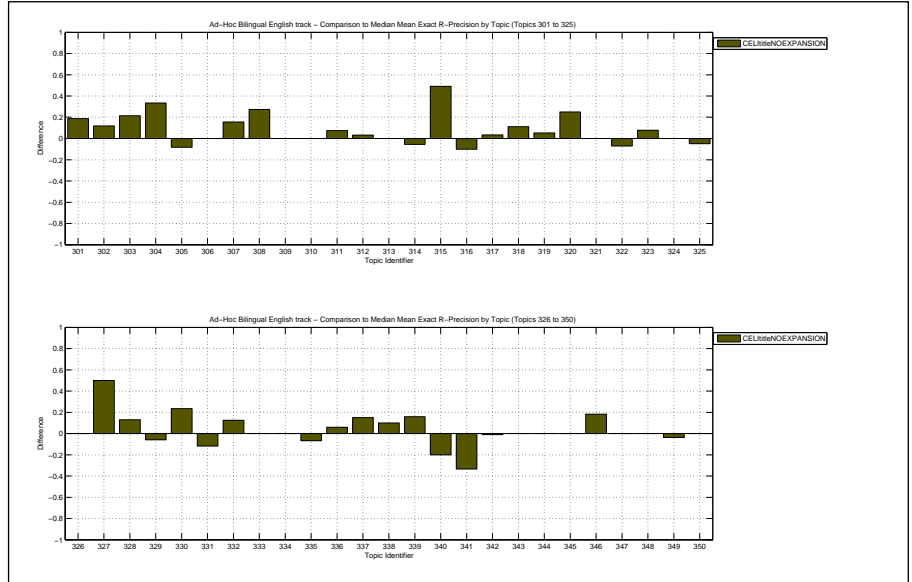 Ad−Hoc Bilingual English track − Comparison to Median Mean Exact R−Precision by Topic (Topics 301 to 325)
CELItitleNOEXPANSION
1
0.8
0.6
0.4
0.2
0
−0.2
−0.4
−0.6
−0.8
−1
Difference
301 302 303 304 305 306 307 308 309 310 311 312 313 314 315 316 317 318 319 320 321 322 323 324 325
Topic Identifier
Ad−Hoc Bilingual English track − Comparison to Median Mean Exact R−Precision by Topic (Topics 326 to 350)
CELItitleNOEXPANSION
1
0.8
0.6
0.4
0.2
0
−0.2
−0.4
−0.6
−0.8
−1
Difference
326 327 328 329 330 331 332 333 334 335 336 337 338 339 340 341 342 343 344 345 346 347 348 349 350
Topic Identifier